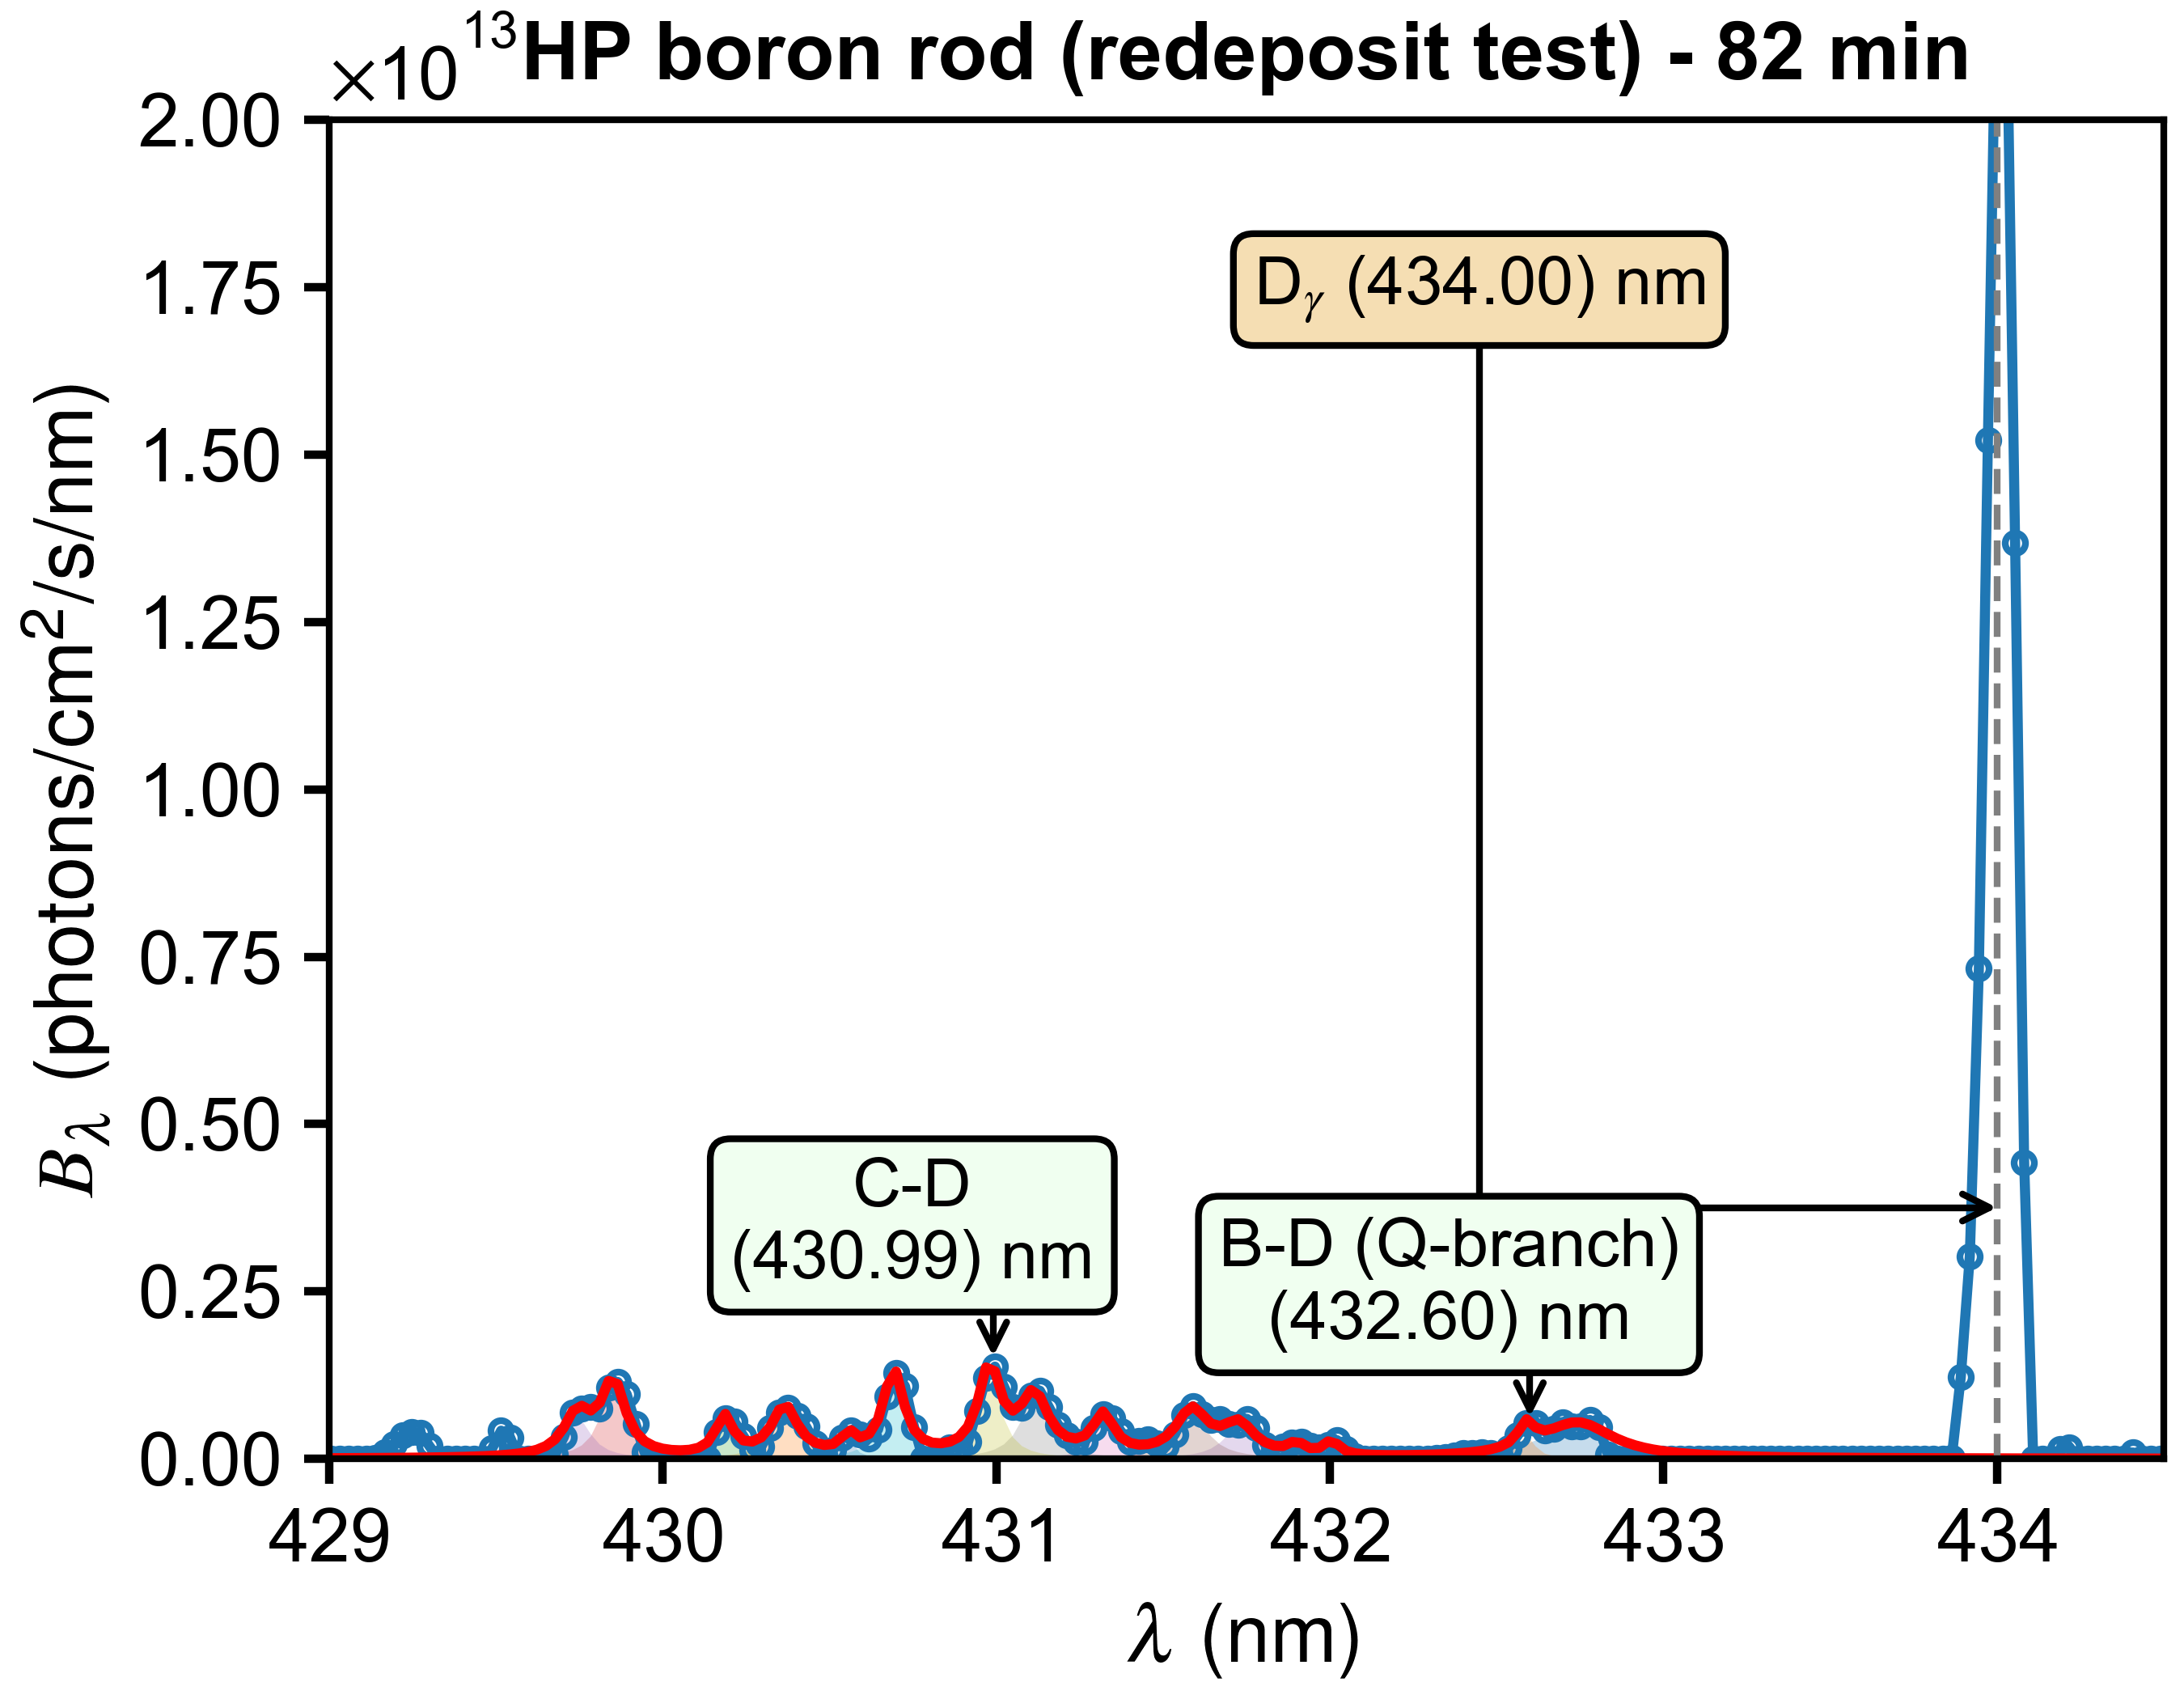 ×10¹³
HP boron rod (redeposit test) - 82 min
2.00
1.75
1.50
1.25
1.00
0.75
0.50
0.25
0.00
B_λ (photons/cm²/s/nm)
D_γ (434.00) nm
C-D
(430.99) nm
B-D (Q-branch)
(432.60) nm
429
430
431
432
433
434
λ (nm)